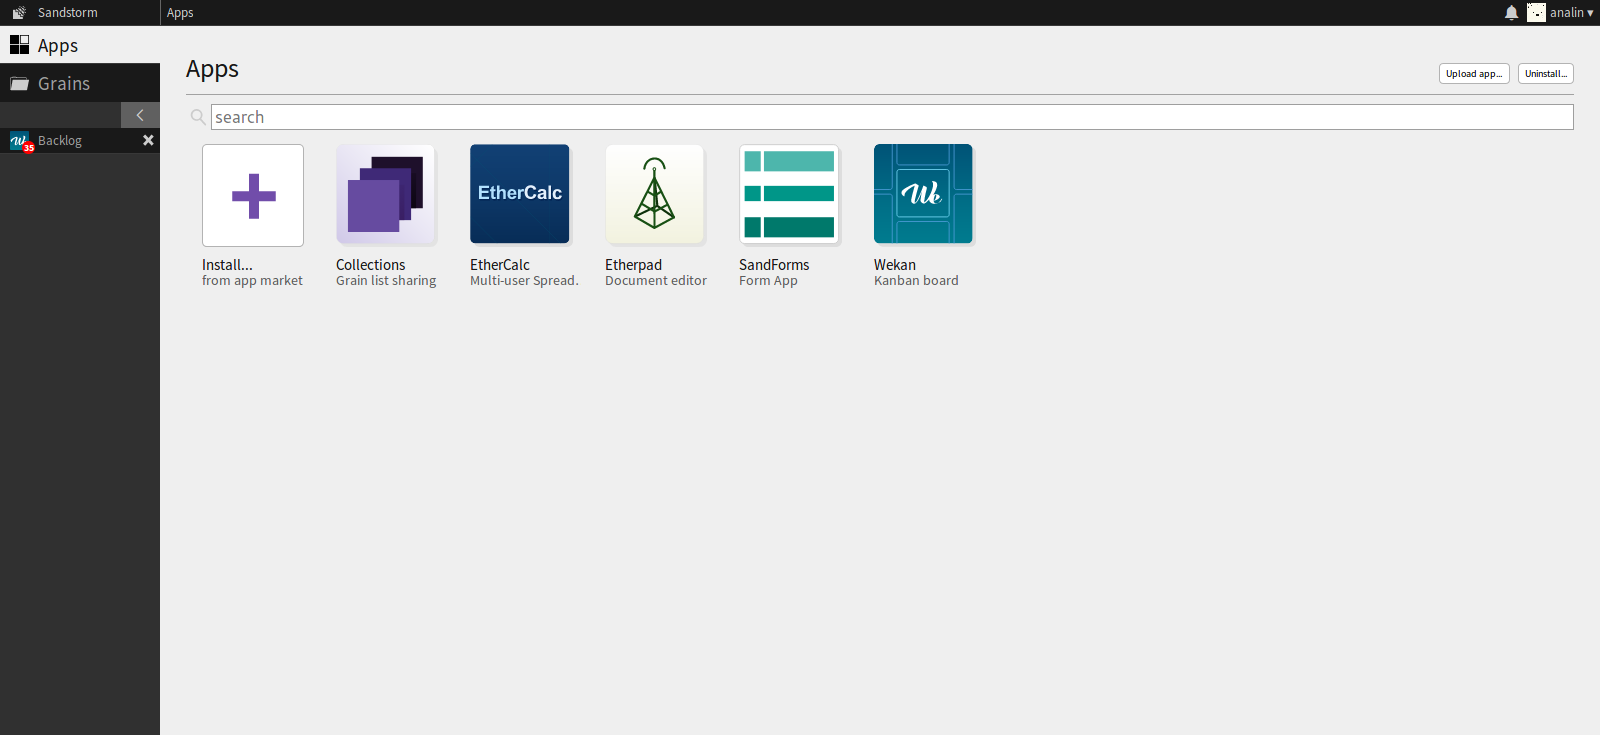 Sandstorm
Apps
analin ▾
Apps
Grains
Backlog
35
Apps
Upload app...
Uninstall...
search
EtherCalc
We
Install...
from app market
Collections
Grain list sharing
EtherCalc
Multi-user Spread.
Etherpad
Document editor
SandForms
Form App
Wekan
Kanban board